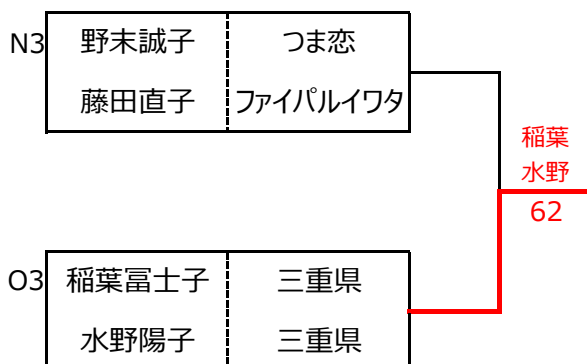 N3 野末誠子 つま恋
藤田直子 ファイパルイワタ
稲葉
水野
62
O3 稲葉冨士子 三重県
水野陽子 三重県